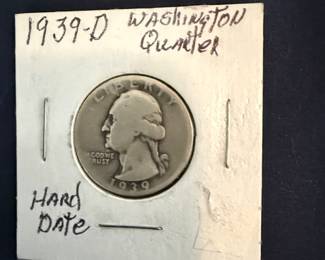 1939-D WASHINGTON
Quarter
LIBERTY
IN GOD WE
TRUST
1939
HARD
DATE